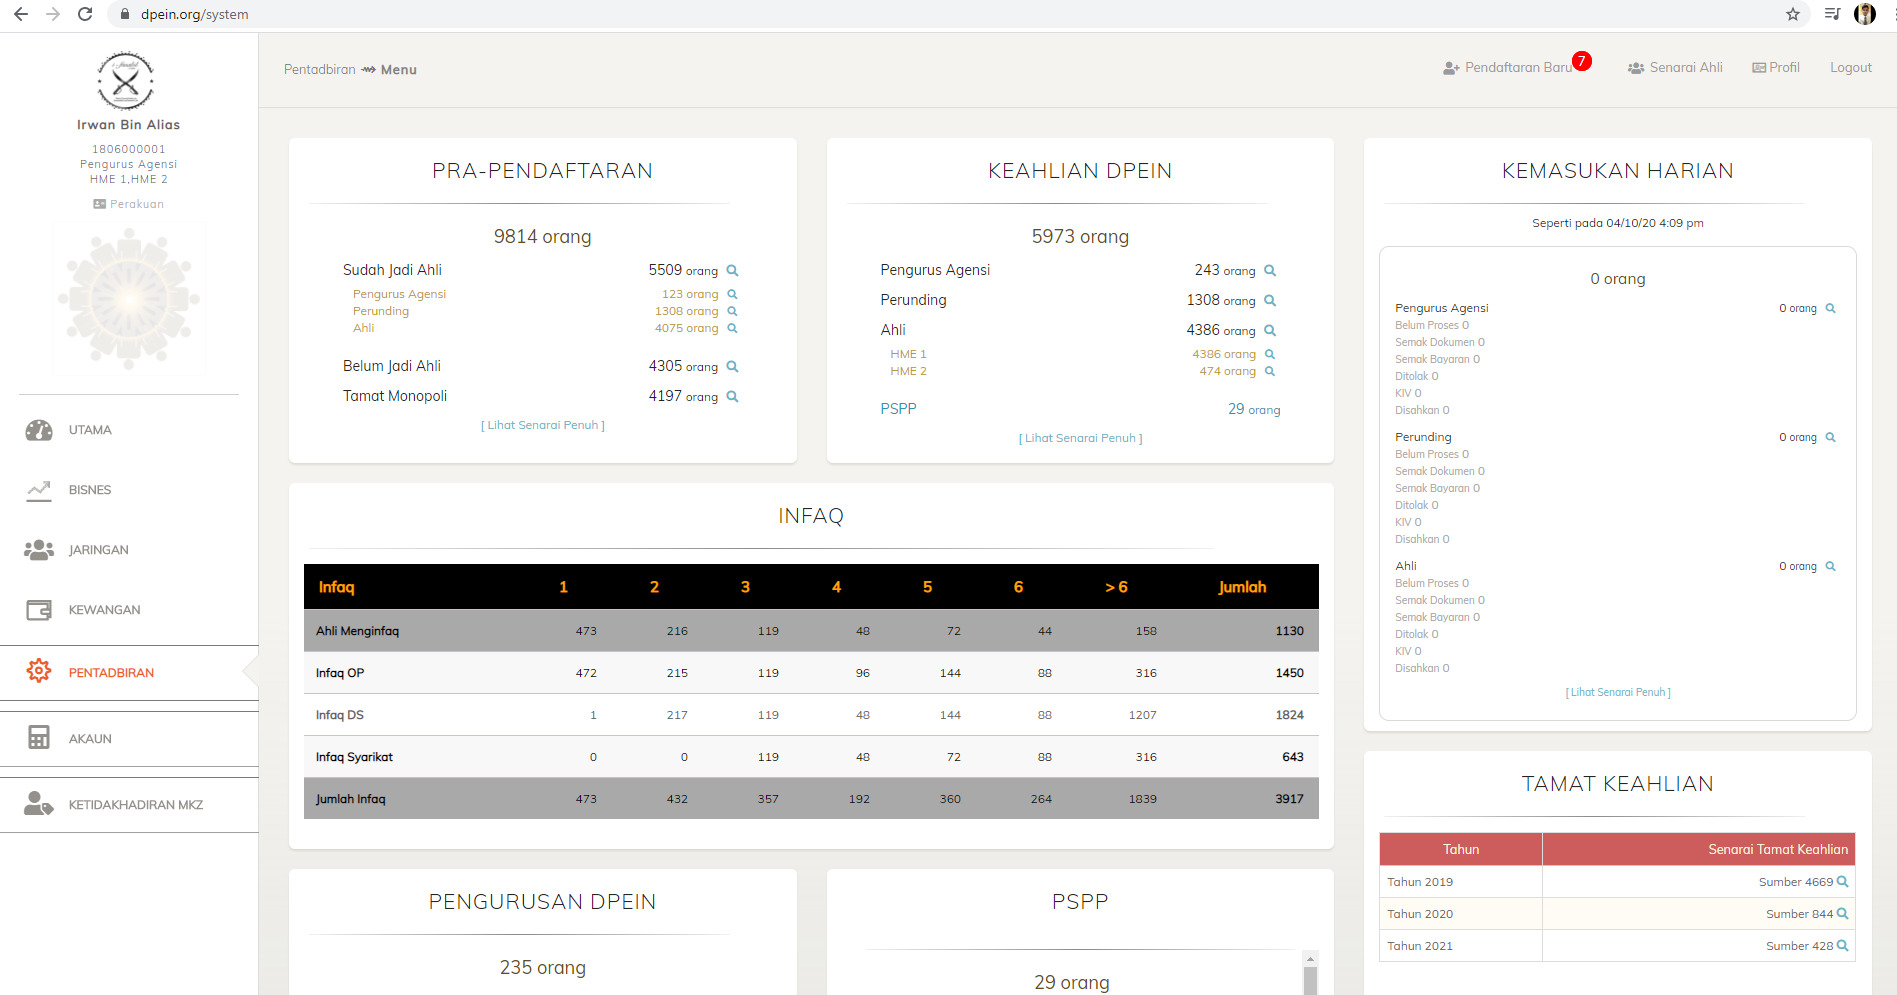 dpein.org/system
Irwan Bin Alias
1806000001
Pengurus Agensi
HME 1,HME 2
Perakuan
UTAMA
BISNES
JARINGAN
KEWANGAN
PENTADBIRAN
AKAUN
KETIDAKHADIRAN MKZ
Pentadbiran ⇝ Menu
Pendaftaran Baru 7
Senarai Ahli
Profil
Logout
PRA-PENDAFTARAN
9814 orang
Sudah Jadi Ahli 5509 orang
Pengurus Agensi 123 orang
Perunding 1308 orang
Ahli 4075 orang
Belum Jadi Ahli 4305 orang
Tamat Monopoli 4197 orang
[ Lihat Senarai Penuh ]
KEAHLIAN DPEIN
5973 orang
Pengurus Agensi 243 orang
Perunding 1308 orang
Ahli 4386 orang
HME 1 4386 orang
HME 2 474 orang
PSPP 29 orang
[ Lihat Senarai Penuh ]
INFAQ
Infaq 1 2 3 4 5 6 > 6 Jumlah
Ahli Menginfaq 473 216 119 48 72 44 158 1130
Infaq OP 472 215 119 96 144 88 316 1450
Infaq DS 1 217 119 48 144 88 1207 1824
Infaq Syarikat 0 0 119 48 72 88 316 643
Jumlah Infaq 473 432 357 192 360 264 1839 3917
PENGURUSAN DPEIN
235 orang
PSPP
29 orang
KEMASUKAN HARIAN
Seperti pada 04/10/20 4:09 pm
0 orang
Pengurus Agensi 0 orang
Belum Proses 0
Semak Dokumen 0
Semak Bayaran 0
Ditolak 0
KIV 0
Disahkan 0
Perunding 0 orang
Belum Proses 0
Semak Dokumen 0
Semak Bayaran 0
Ditolak 0
KIV 0
Disahkan 0
Ahli 0 orang
Belum Proses 0
Semak Dokumen 0
Semak Bayaran 0
Ditolak 0
KIV 0
Disahkan 0
[ Lihat Senarai Penuh ]
TAMAT KEAHLIAN
Tahun Senarai Tamat Keahlian
Tahun 2019 Sumber 4669
Tahun 2020 Sumber 844
Tahun 2021 Sumber 428